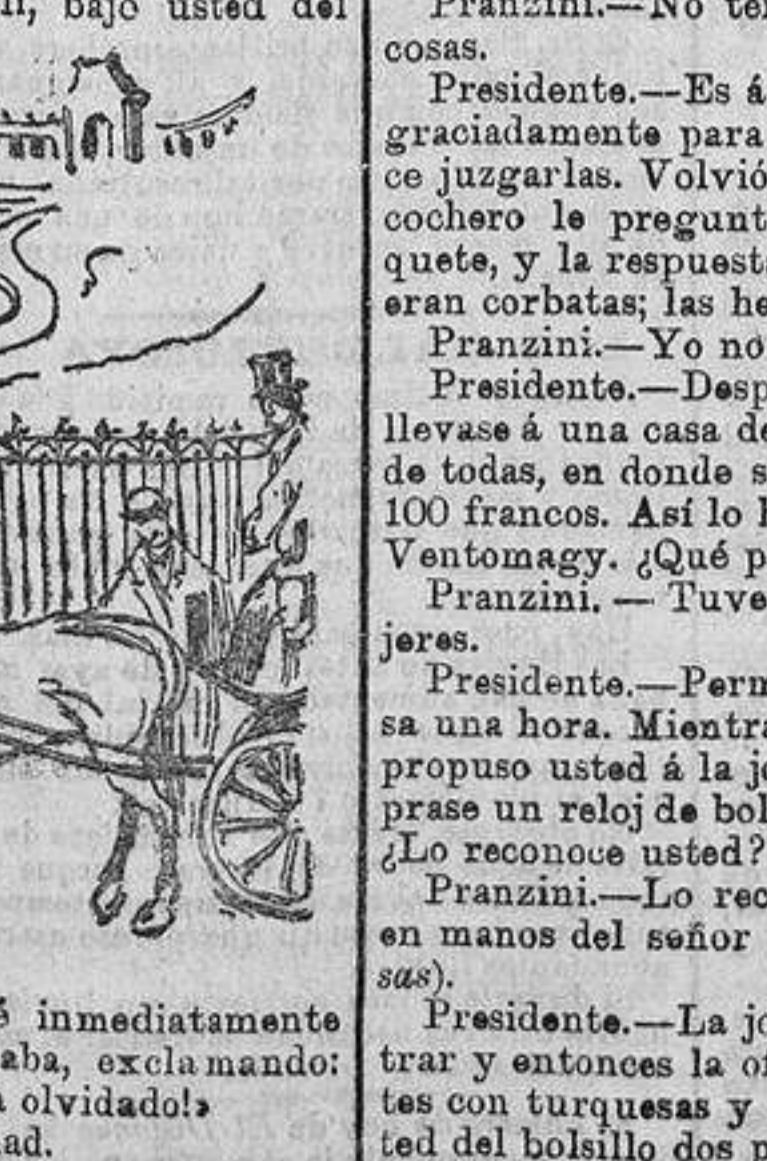 bajo usted del
inmediatamente
aba, exclamando:
olvidado!»
ad.
Pranzini.—No te
cosas.
Presidente.—Es á
graciadamente para
ce juzgarlas. Volvió
cochero le pregunt
quete, y la respuest
eran corbatas; las he
Pranzini.—Yo no
Presidente.—Desp
llevase á una casa de
de todas, en donde s
100 francos. Así lo
Ventomagy. ¿Qué p
Pranzini. — Tuve
jeres.
Presidente.—Perm
sa una hora. Mientra
propuso usted á la jo
prase un reloj de bol
¿Lo reconoce usted?
Pranzini.—Lo rec
en manos del señor
sas).
Presidente.—La jo
trar y entonces la of
tes con turquesas y
ted del bolsillo dos p